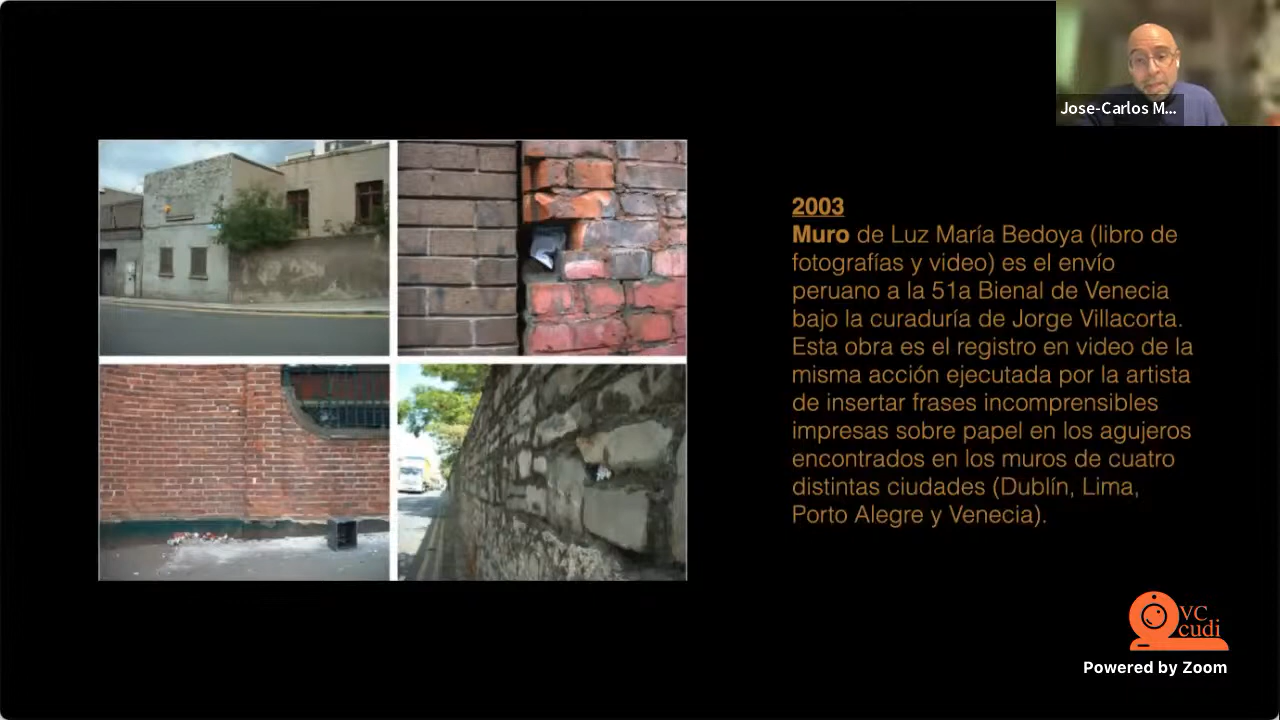 Jose-Carlos M...
2003
Muro de Luz María Bedoya (libro de
fotografías y video) es el envío
peruano a la 51a Bienal de Venecia
bajo la curaduría de Jorge Villacorta.
Esta obra es el registro en video de la
misma acción ejecutada por la artista
de insertar frases incomprensibles
impresas sobre papel en los agujeros
encontrados en los muros de cuatro
distintas ciudades (Dublín, Lima,
Porto Alegre y Venecia).
VC
cudi
Powered by Zoom